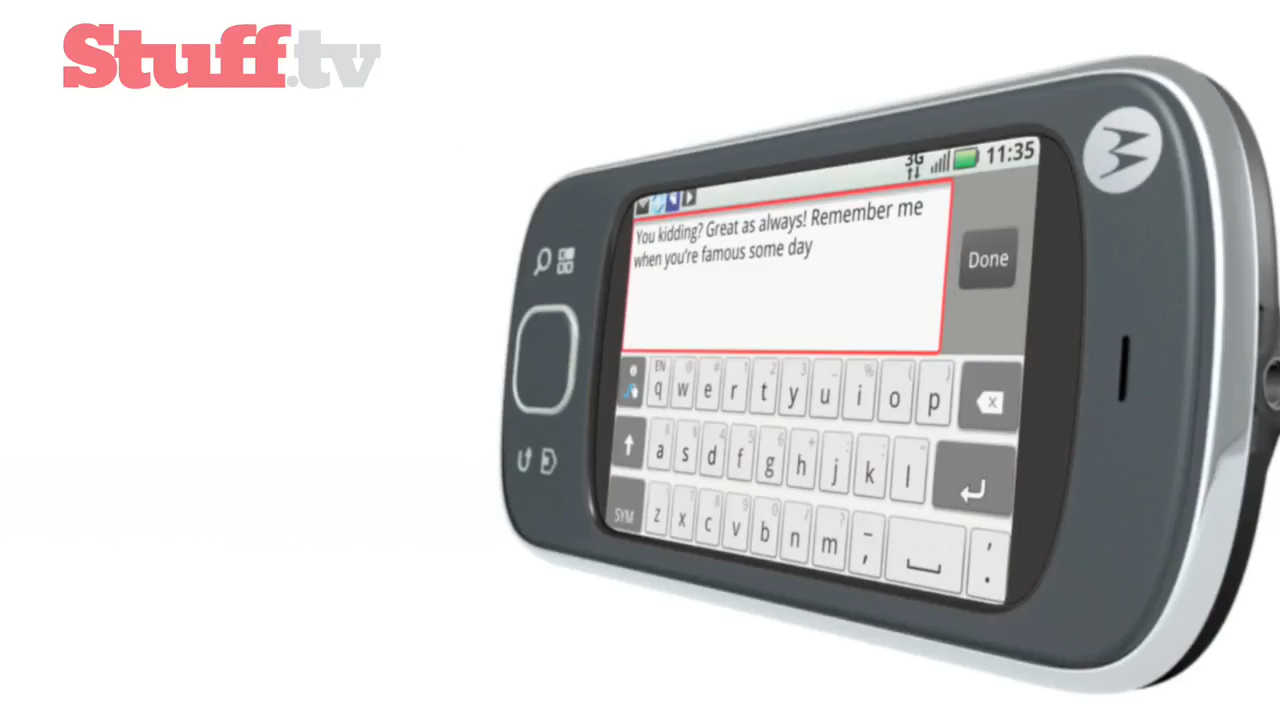 Stuff.tv
3G 11:35
You kidding? Great as always! Remember me
when you're famous some day
Done
EN
q w e r t y u i o p
a s d f g h j k l
SYM z x c v b n m